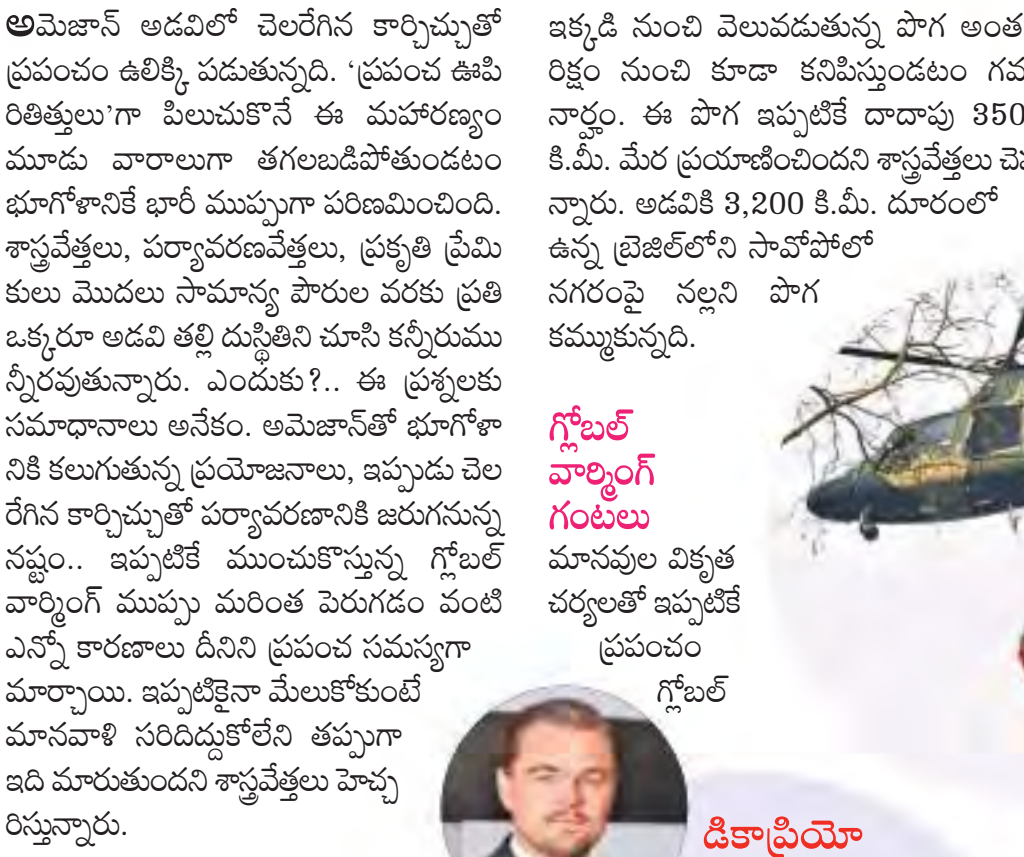 అమెజాన్ అడవిలో చెలరేగిన కార్చిచ్చుతో
ప్రపంచం ఉలిక్కి పడుతున్నది. ‘ప్రపంచ ఊపి
రితిత్తులు’గా పిలుచుకొనే ఈ మహారణ్యం
మూడు వారాలుగా తగలబడిపోతుండటం
భూగోళానికే భారీ ముప్పుగా పరిణమించింది.
శాస్త్రవేత్తలు, పర్యావరణవేత్తలు, ప్రకృతి ప్రేమి
కులు మొదలు సామాన్య పౌరుల వరకు ప్రతి
ఒక్కరూ అడవి తల్లి దుస్థితిని చూసి కన్నీరుము
న్నీరవుతున్నారు. ఎందుకు?.. ఈ ప్రశ్నలకు
సమాధానాలు అనేకం. అమెజాన్‌తో భూగోళా
నికి కలుగుతున్న ప్రయోజనాలు, ఇప్పుడు చెల
రేగిన కార్చిచ్చుతో పర్యావరణానికి జరుగనున్న
నష్టం.. ఇప్పటికే ముంచుకొస్తున్న గ్లోబల్
వార్మింగ్ ముప్పు మరింత పెరుగడం వంటి
ఎన్నో కారణాలు దీనిని ప్రపంచ సమస్యగా
మార్చాయి. ఇప్పటికైనా మేలుకోకుంటే
మానవాళి సరిదిద్దుకోలేని తప్పుగా
ఇది మారుతుందని శాస్త్రవేత్తలు హెచ్చ
రిస్తున్నారు.
ఇక్కడి నుంచి వెలువడుతున్న పొగ అంత
రిక్షం నుంచి కూడా కనిపిస్తుండటం గమ
నార్హం. ఈ పొగ ఇప్పటికే దాదాపు 350
కి.మీ. మేర ప్రయాణించిందని శాస్త్రవేత్తలు
న్నారు. అడవికి 3,200 కి.మీ. దూరంలో
ఉన్న బ్రెజిల్‌లోని సావోపోలో
నగరంపై నల్లని పొగ
కమ్ముకున్నది.
గ్లోబల్
వార్మింగ్
గంటలు
మానవుల వికృత
చర్యలతో ఇప్పటికే
ప్రపంచం
గ్లోబల్
డికాప్రియో